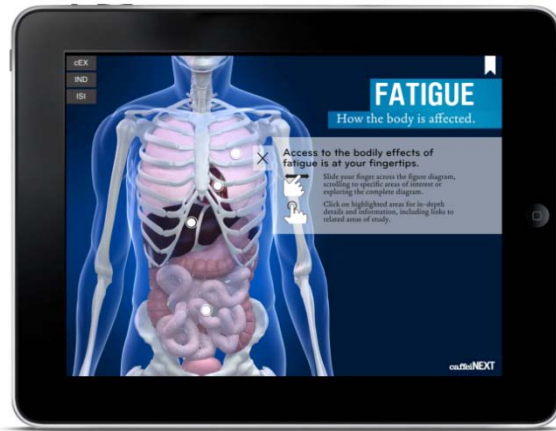 cEX
tND
ISI
FATIGUE
How the body is affected.
Access to the bodily effects of
fatigue is at your fingertips.
Slide your finger across the figure diagram,
scrolling to specific areas of interest or
exploring the complete diagram.
Click on highlighted areas for in-depth
details and information, including links to
related areas of study.
caffeiNEXT